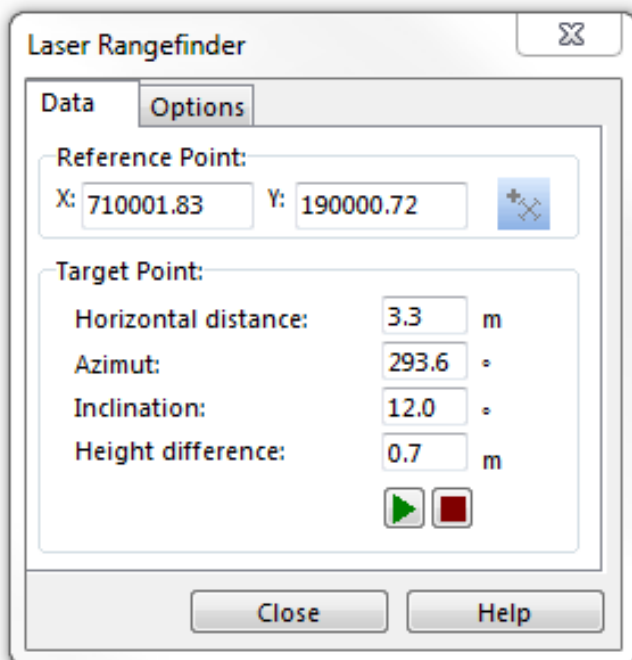 Laser Rangefinder
Data Options
Reference Point:
X: 710001.83 Y: 190000.72
Target Point:
Horizontal distance: 3.3 m
Azimut: 293.6 °
Inclination: 12.0 °
Height difference: 0.7 m
Close Help